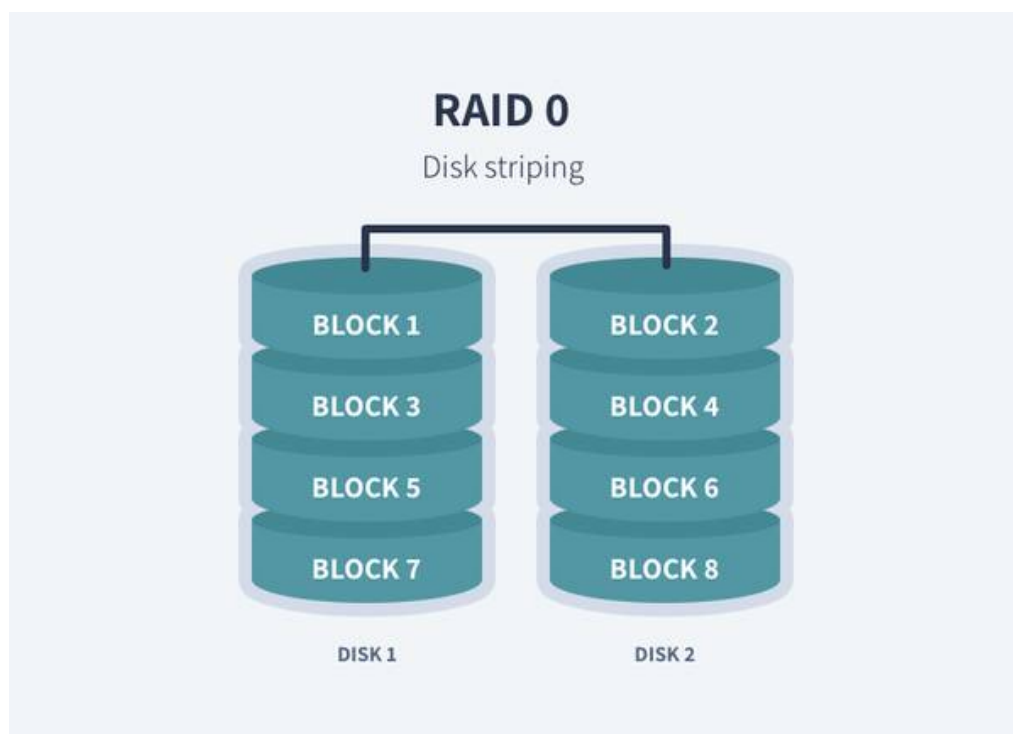 RAID 0
Disk striping
BLOCK 1
BLOCK 2
BLOCK 3
BLOCK 4
BLOCK 5
BLOCK 6
BLOCK 7
BLOCK 8
DISK 1
DISK 2